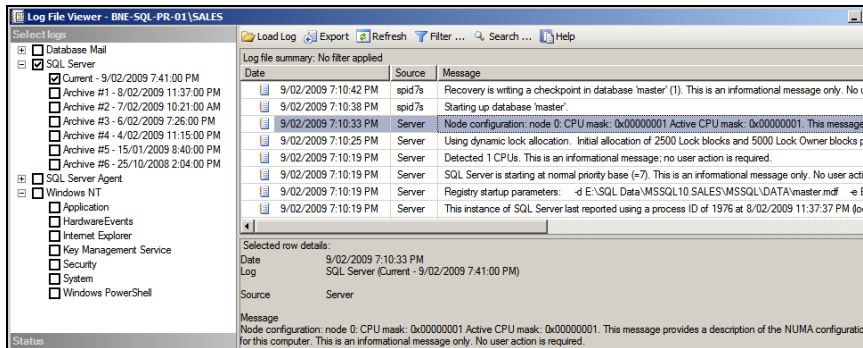 Log File Viewer - BNE-SQL-PR-01\SALES
Select logs
Database Mail
SQL Server
Current - 9/02/2009 7:41:00 PM
Archive #1 - 8/02/2009 11:37:00 PM
Archive #2 - 7/02/2009 10:21:00 AM
Archive #3 - 6/02/2009 7:26:00 PM
Archive #4 - 4/02/2009 11:15:00 PM
Archive #5 - 15/01/2009 8:40:00 PM
Archive #6 - 25/10/2008 2:04:00 PM
SQL Server Agent
Windows NT
Application
HardwareEvents
Internet Explorer
Key Management Service
Security
System
Windows PowerShell
Status
Load Log Export Refresh Filter ... Search ... Help
Log file summary: No filter applied
Date Source Message
9/02/2009 7:10:42 PM spid7s Recovery is writing a checkpoint in database 'master' (1). This is an informational message only. No
9/02/2009 7:10:38 PM spid7s Starting up database 'master'.
9/02/2009 7:10:33 PM Server Node configuration: node 0: CPU mask: 0x00000001 Active CPU mask: 0x00000001. This message
9/02/2009 7:10:25 PM Server Using dynamic lock allocation. Initial allocation of 2500 Lock blocks and 5000 Lock Owner blocks
9/02/2009 7:10:19 PM Server Detected 1 CPUs. This is an informational message; no user action is required.
9/02/2009 7:10:19 PM Server SQL Server is starting at normal priority base (=7). This is an informational message only. No user acti
9/02/2009 7:10:19 PM Server Registry startup parameters: -d E:\SQL Data\MSSQL10.SALES\MSSQL\DATA\master.mdf -e
9/02/2009 7:10:19 PM Server This instance of SQL Server last reported using a process ID of 1976 at 8/02/2009 11:37:37 PM
Selected row details:
Date 9/02/2009 7:10:33 PM
Log SQL Server (Current - 9/02/2009 7:41:00 PM)
Source Server
Message
Node configuration: node 0: CPU mask: 0x00000001 Active CPU mask: 0x00000001. This message provides a description of the NUMA configuratio
for this computer. This is an informational message only. No user action is required.